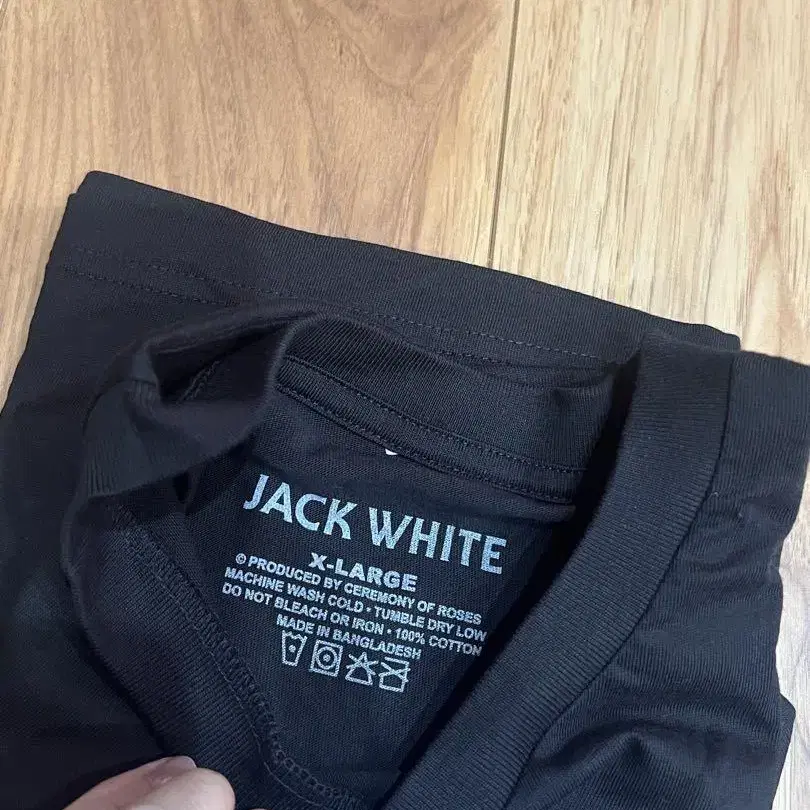 JACK WHITE
X-LARGE
© PRODUCED BY CEREMONY OF ROSES
MACHINE WASH COLD • TUMBLE DRY LOW
DO NOT BLEACH OR IRON • 100% COTTON
MADE IN BANGLADESH